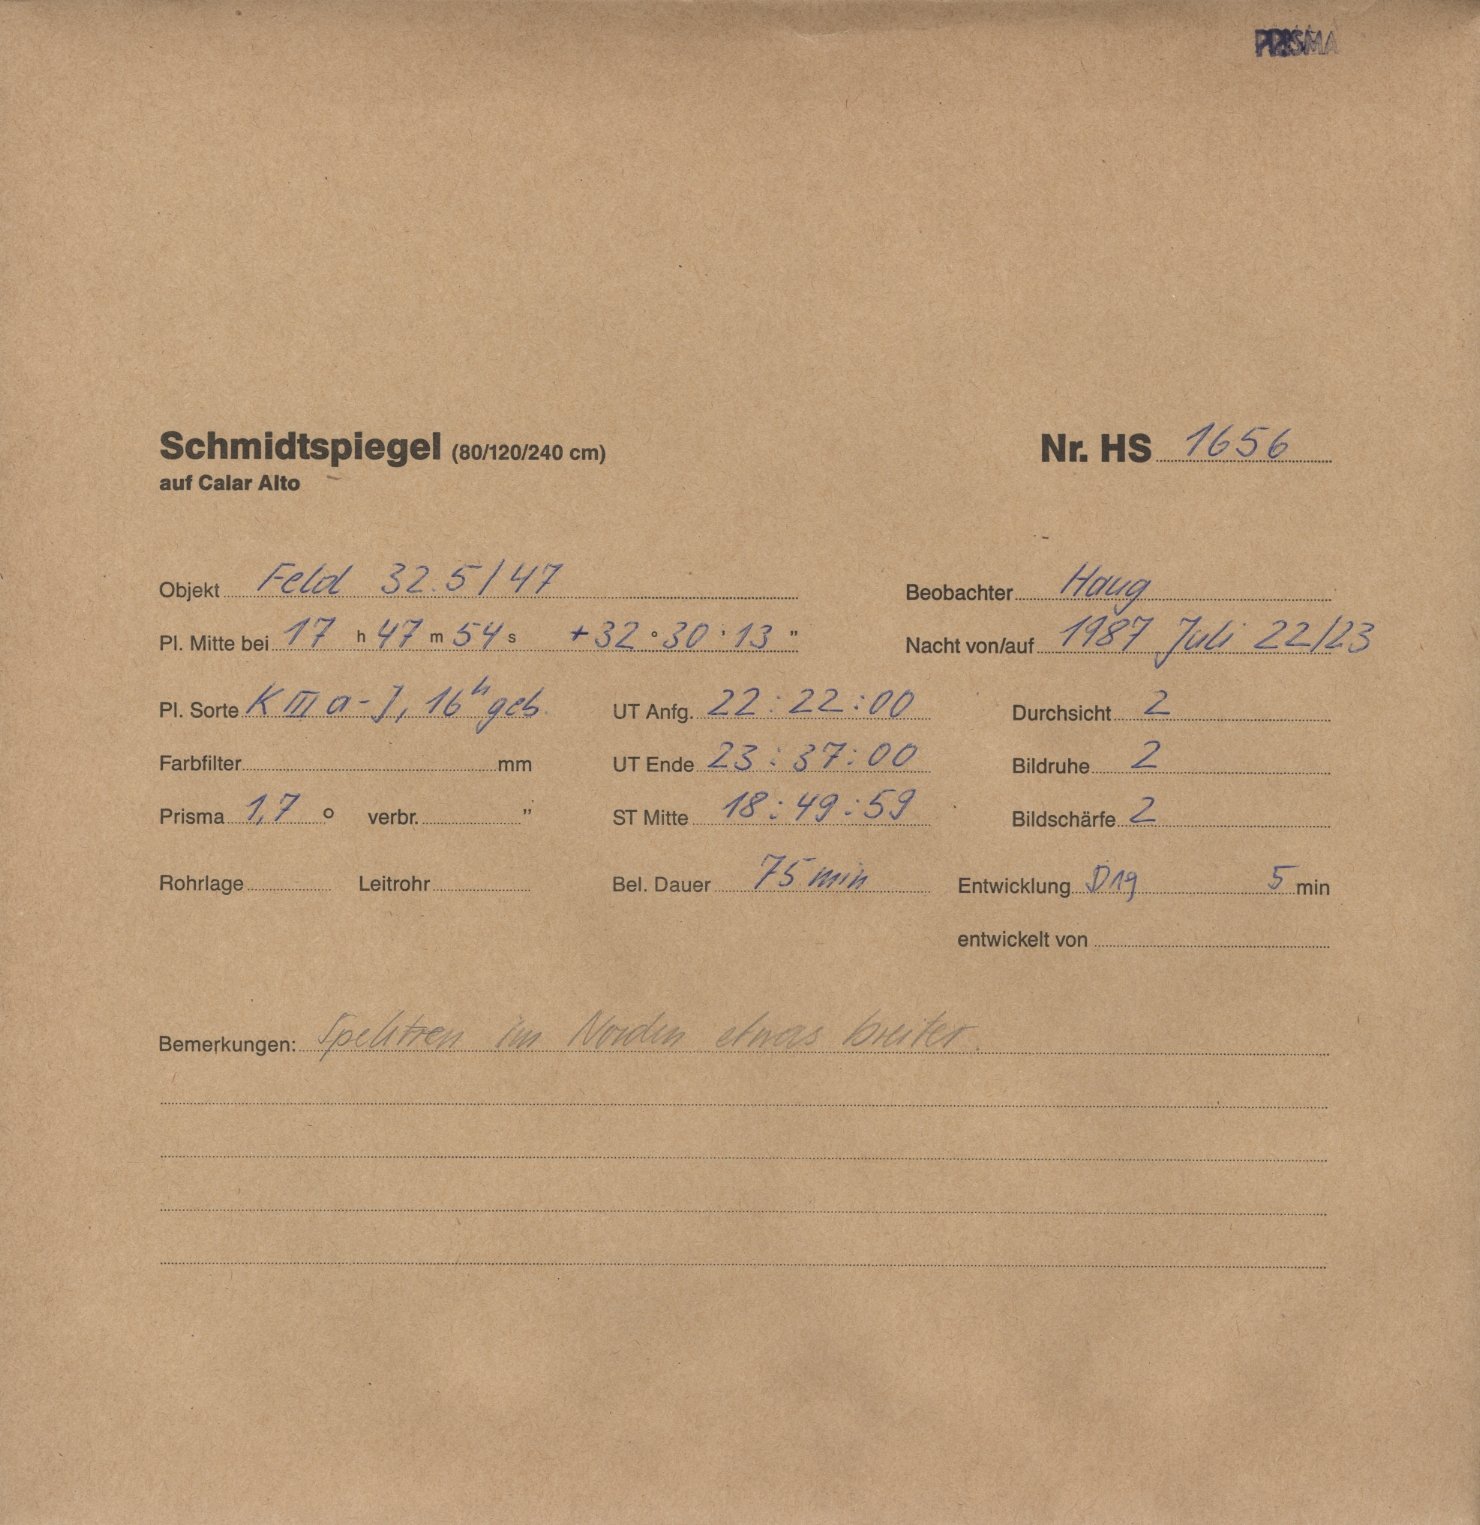 PRISMA
Schmidtspiegel (80/120/240 cm)
auf Calar Alto
Nr. HS 1656
Objekt Feld 32.5/47
Beobachter Haug
Pl. Mitte bei 17 h 47 m 54 s +32 ° 30 ' 13 "
Nacht von/auf 1987 Juli 22/23
Pl. Sorte K III a-J, 16h geb.
UT Anfg. 22:22:00
Durchsicht 2
Farbfilter mm
UT Ende 23:37:00
Bildruhe 2
Prisma 1,7 ° verbr. "
ST Mitte 18:49:59
Bildschärfe 2
Rohrlage Leitrohr
Bel. Dauer 75 min
Entwicklung D19 5 min
entwickelt von
Bemerkungen: Spektren im Norden etwas breiter.